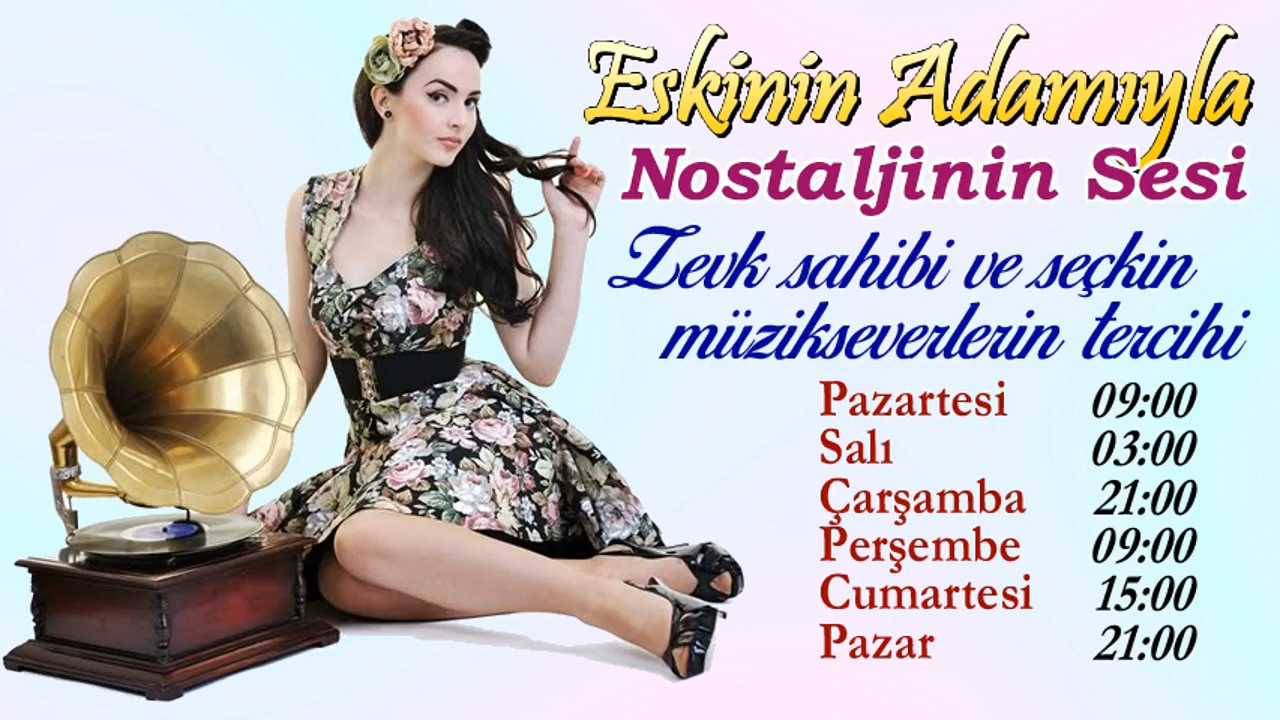 Eskinin Adamıyla
Nostaljinin Sesi
Zevk sahibi ve seçkin
müzikseverlerin tercihi
Pazartesi 09:00
Salı 03:00
Çarşamba 21:00
Perşembe 09:00
Cumartesi 15:00
Pazar 21:00